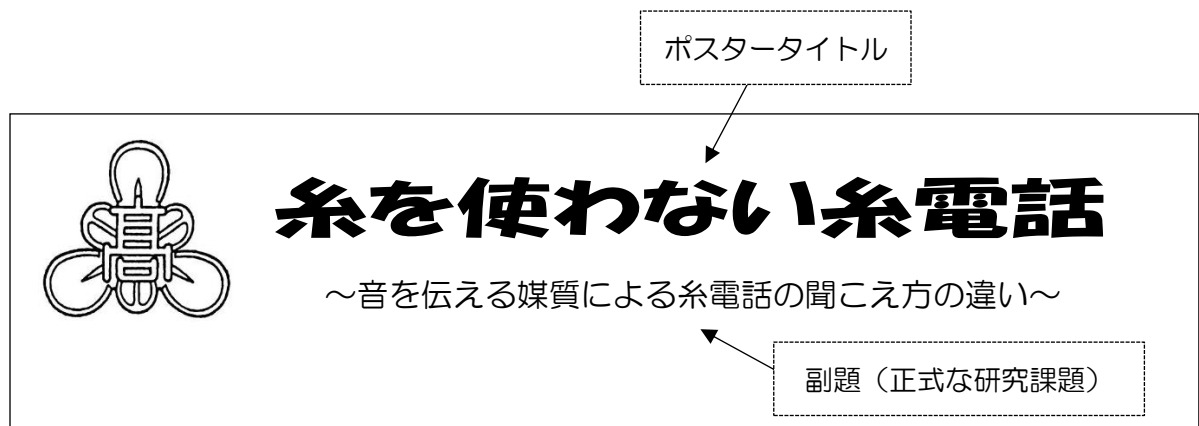 ポスタータイトル
糸を使わない糸電話
~音を伝える媒質による糸電話の聞こえ方の違い~
副題(正式な研究課題)
高